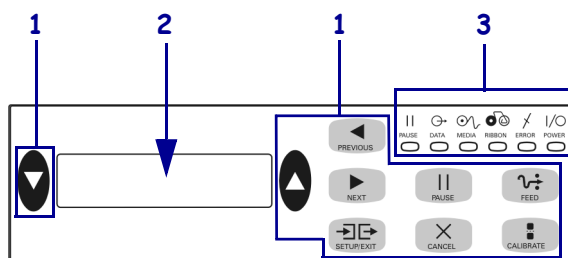 1 2 1 3
PAUSE DATA MEDIA RIBBON ERROR POWER
PREVIOUS
NEXT PAUSE FEED
SETUP/EXIT CANCEL CALIBRATE